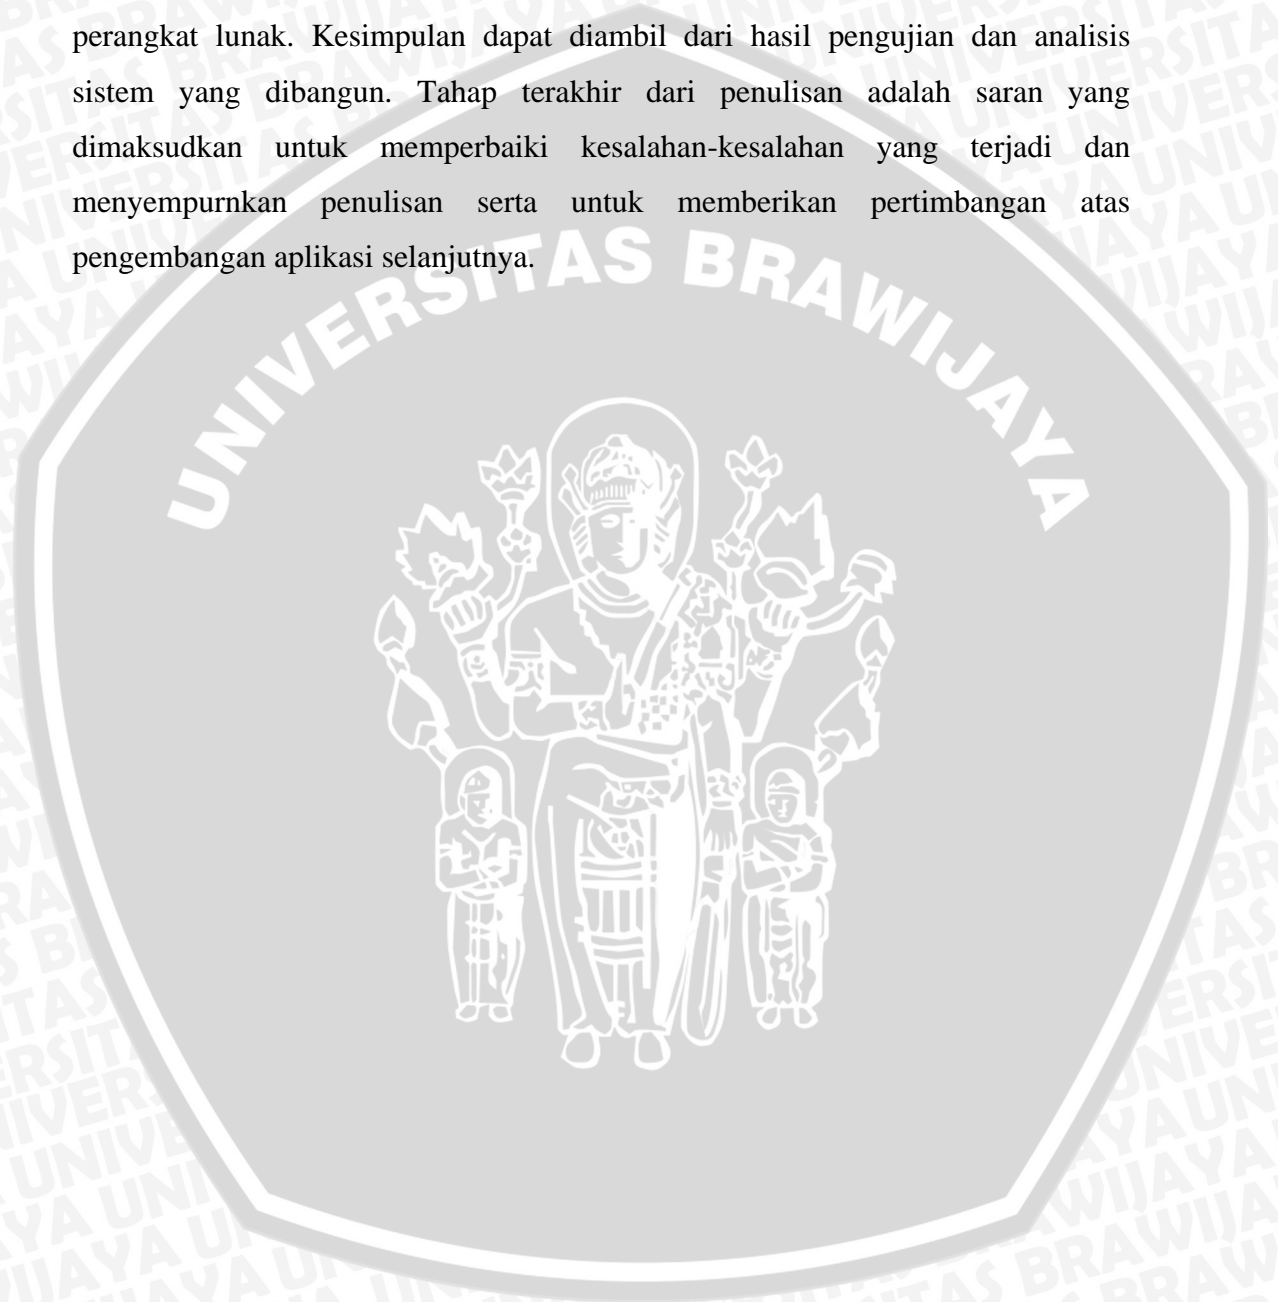 perangkat lunak. Kesimpulan dapat diambil dari hasil pengujian dan analisis
sistem yang dibangun. Tahap terakhir dari penulisan adalah saran yang
dimaksudkan untuk memperbaiki kesalahan-kesalahan yang terjadi dan
menyempurnkan penulisan serta untuk memberikan pertimbangan atas
pengembangan aplikasi selanjutnya.
UNIVERSITAS BRAWIJAYA